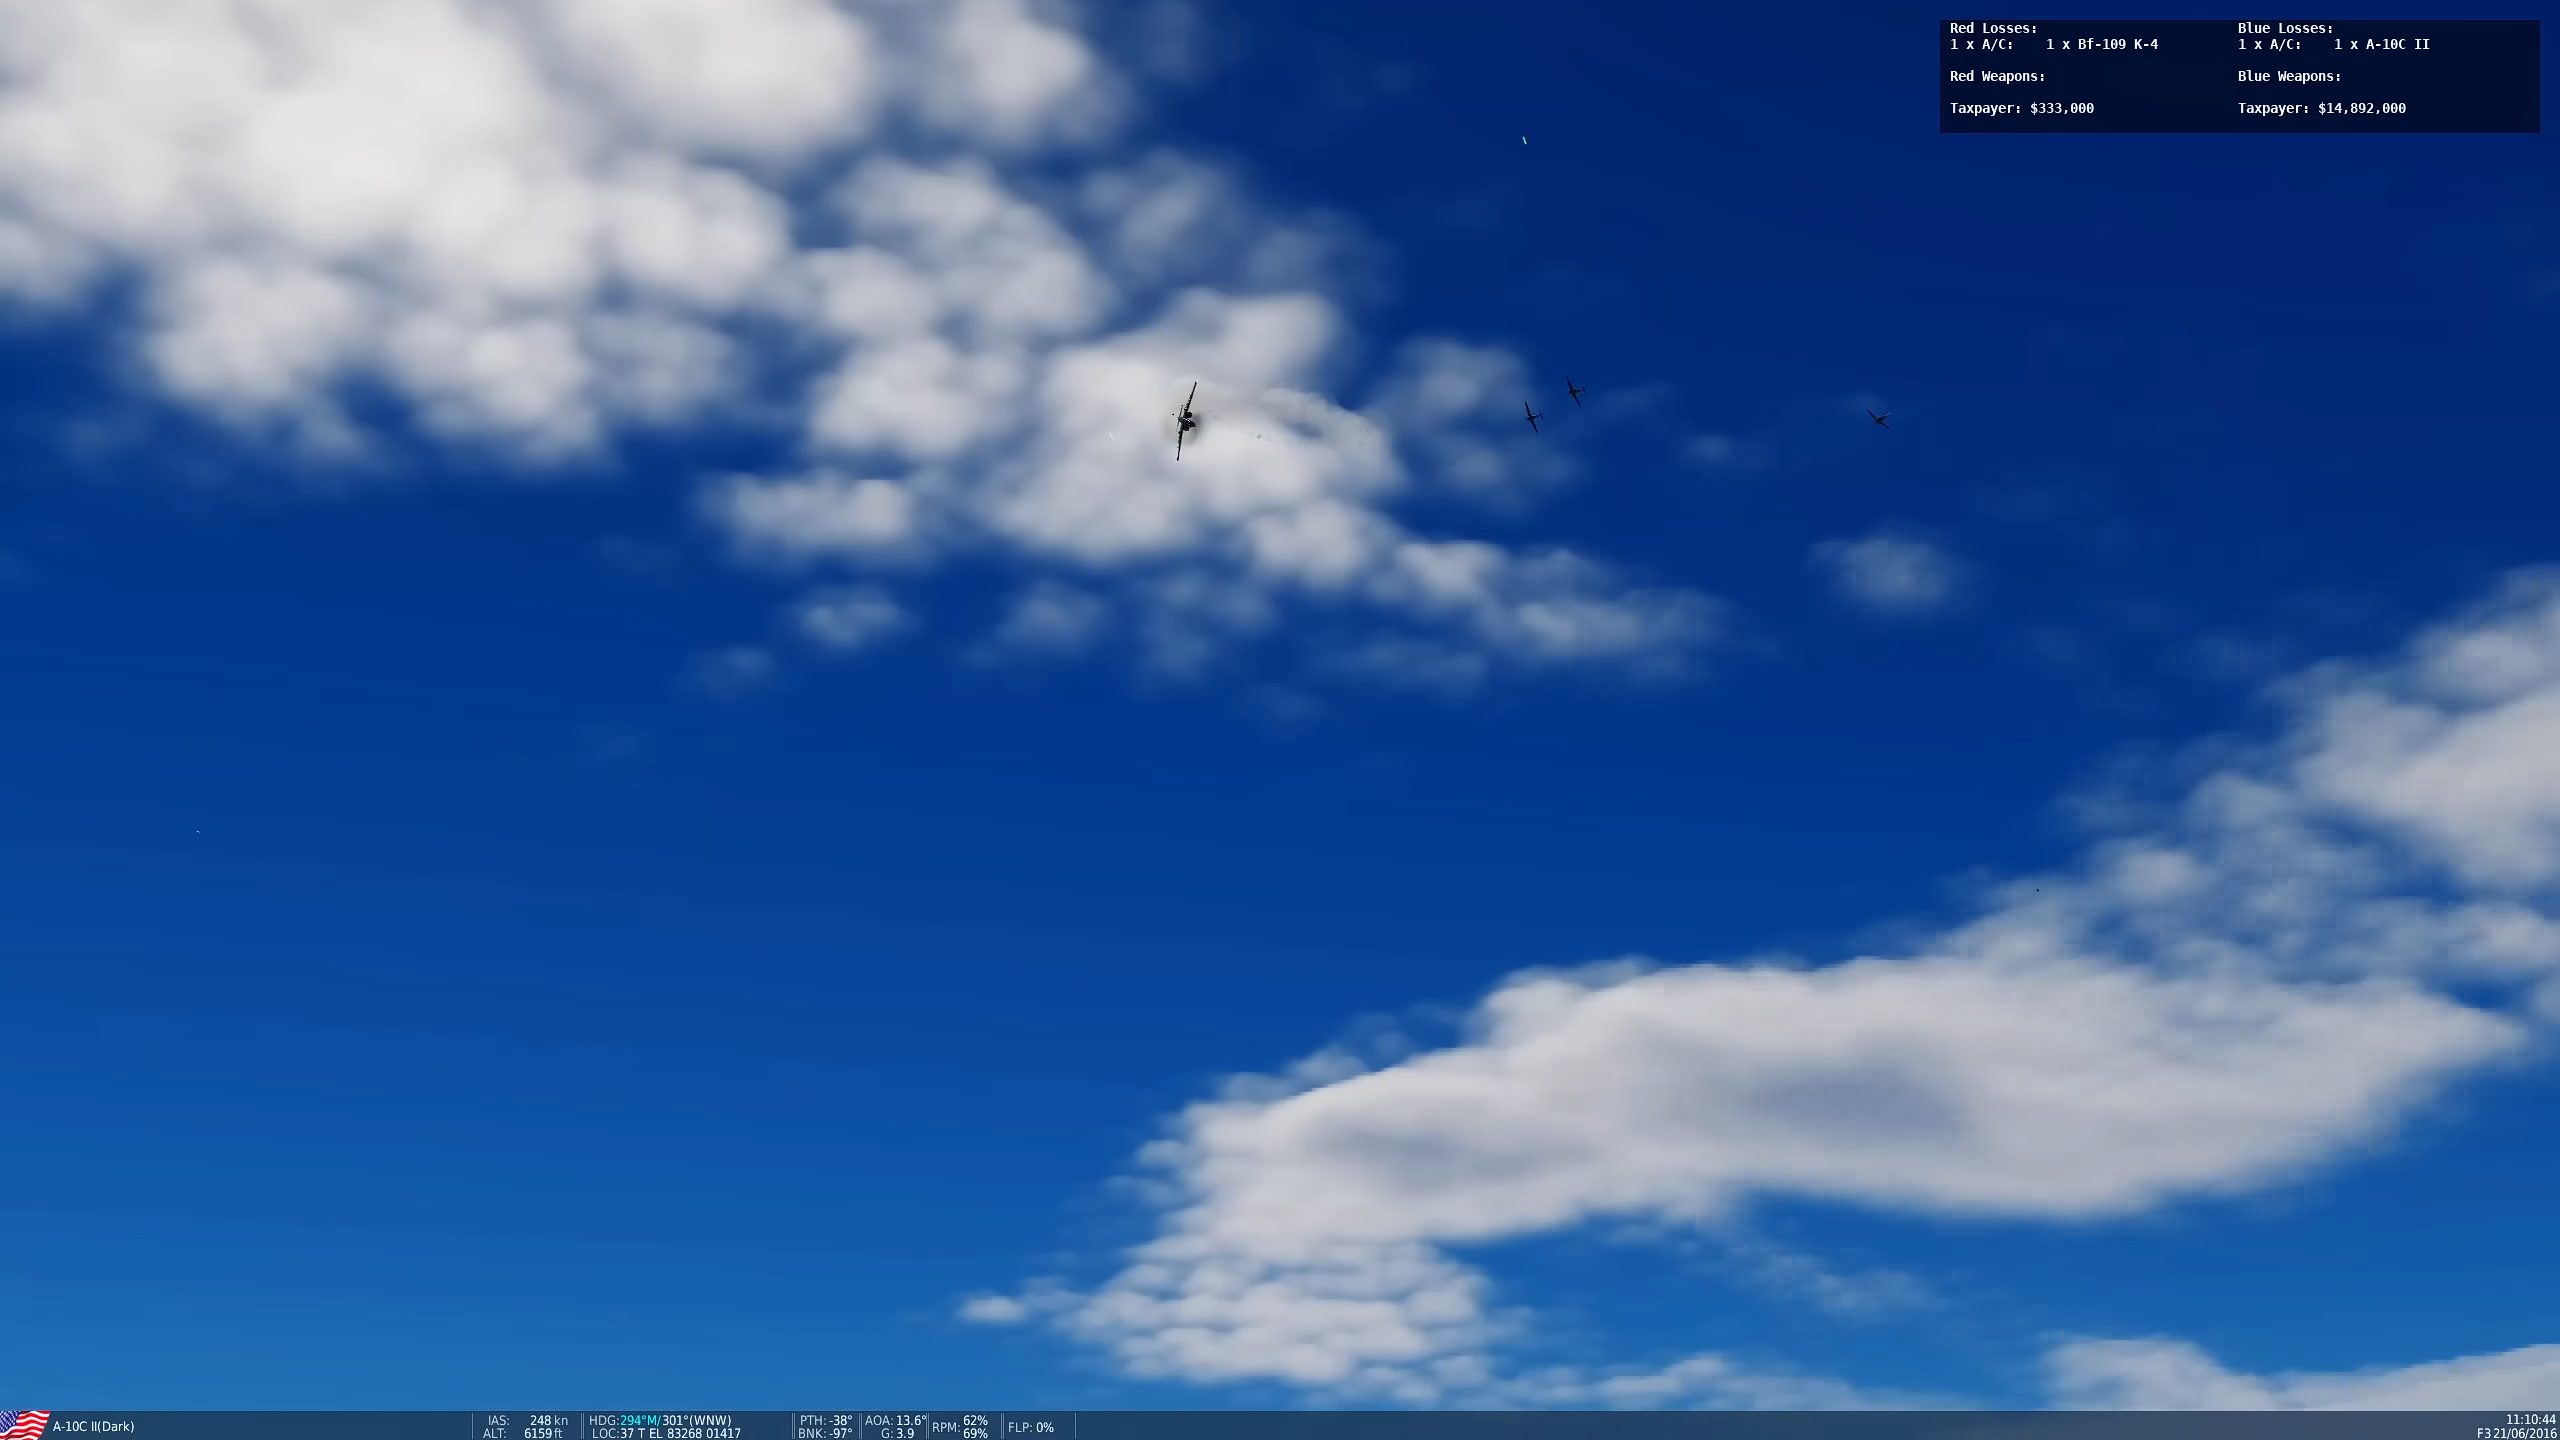 Red Losses:
1 x A/C:    1 x Bf-109 K-4
Red Weapons:
Taxpayer: $333,000
Blue Losses:
1 x A/C:    1 x A-10C II
Blue Weapons:
Taxpayer: $14,892,000
A-10C II(Dark)
IAS: 248 kn
ALT: 6159 ft
HDG:294°M/301°(WNW)
LOC:37 T EL 83268 01417
PTH: -38°
BNK: -97°
AOA: 13.6°
G: 3.9
RPM: 62%
69%
FLP: 0%
11:10:44
F3 21/06/2016